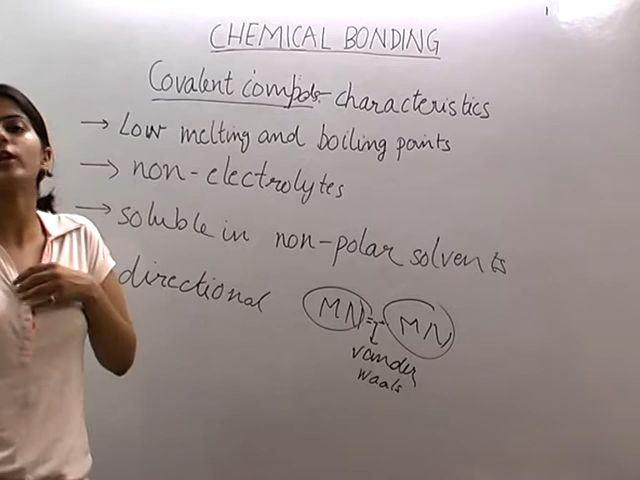 CHEMICAL BONDING
Covalent compds- characteristics
→ Low melting and boiling points
→ non-electrolytes
→ soluble in non-polar solvents
directional
MN MN
vander
waals